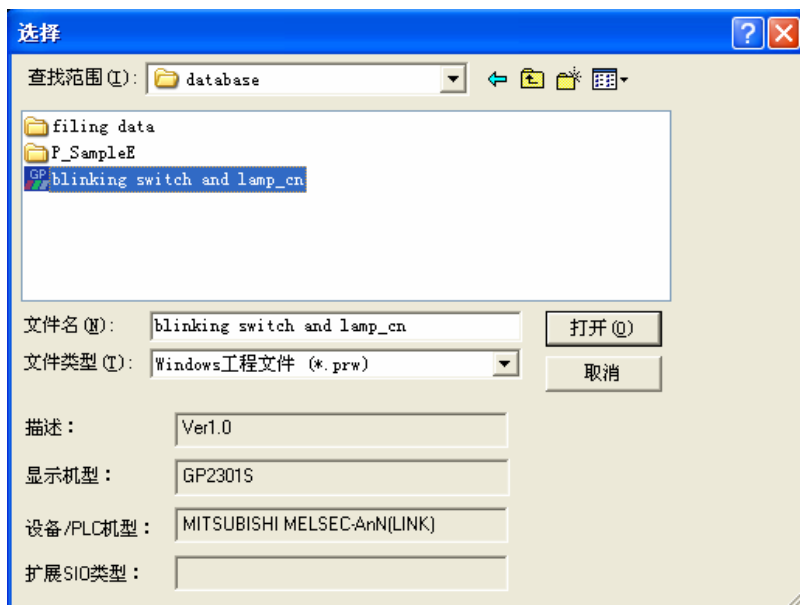 选择
查找范围(I): database
filing data
P_SampleE
GP blinking switch and lamp_cn
文件名(N): blinking switch and lamp_cn 打开(O)
文件类型(T): Windows工程文件 (*.prw) 取消
描述： Ver1.0
显示机型： GP2301S
设备/PLC机型： MITSUBISHI MELSEC-AnN(LINK)
扩展SIO类型：